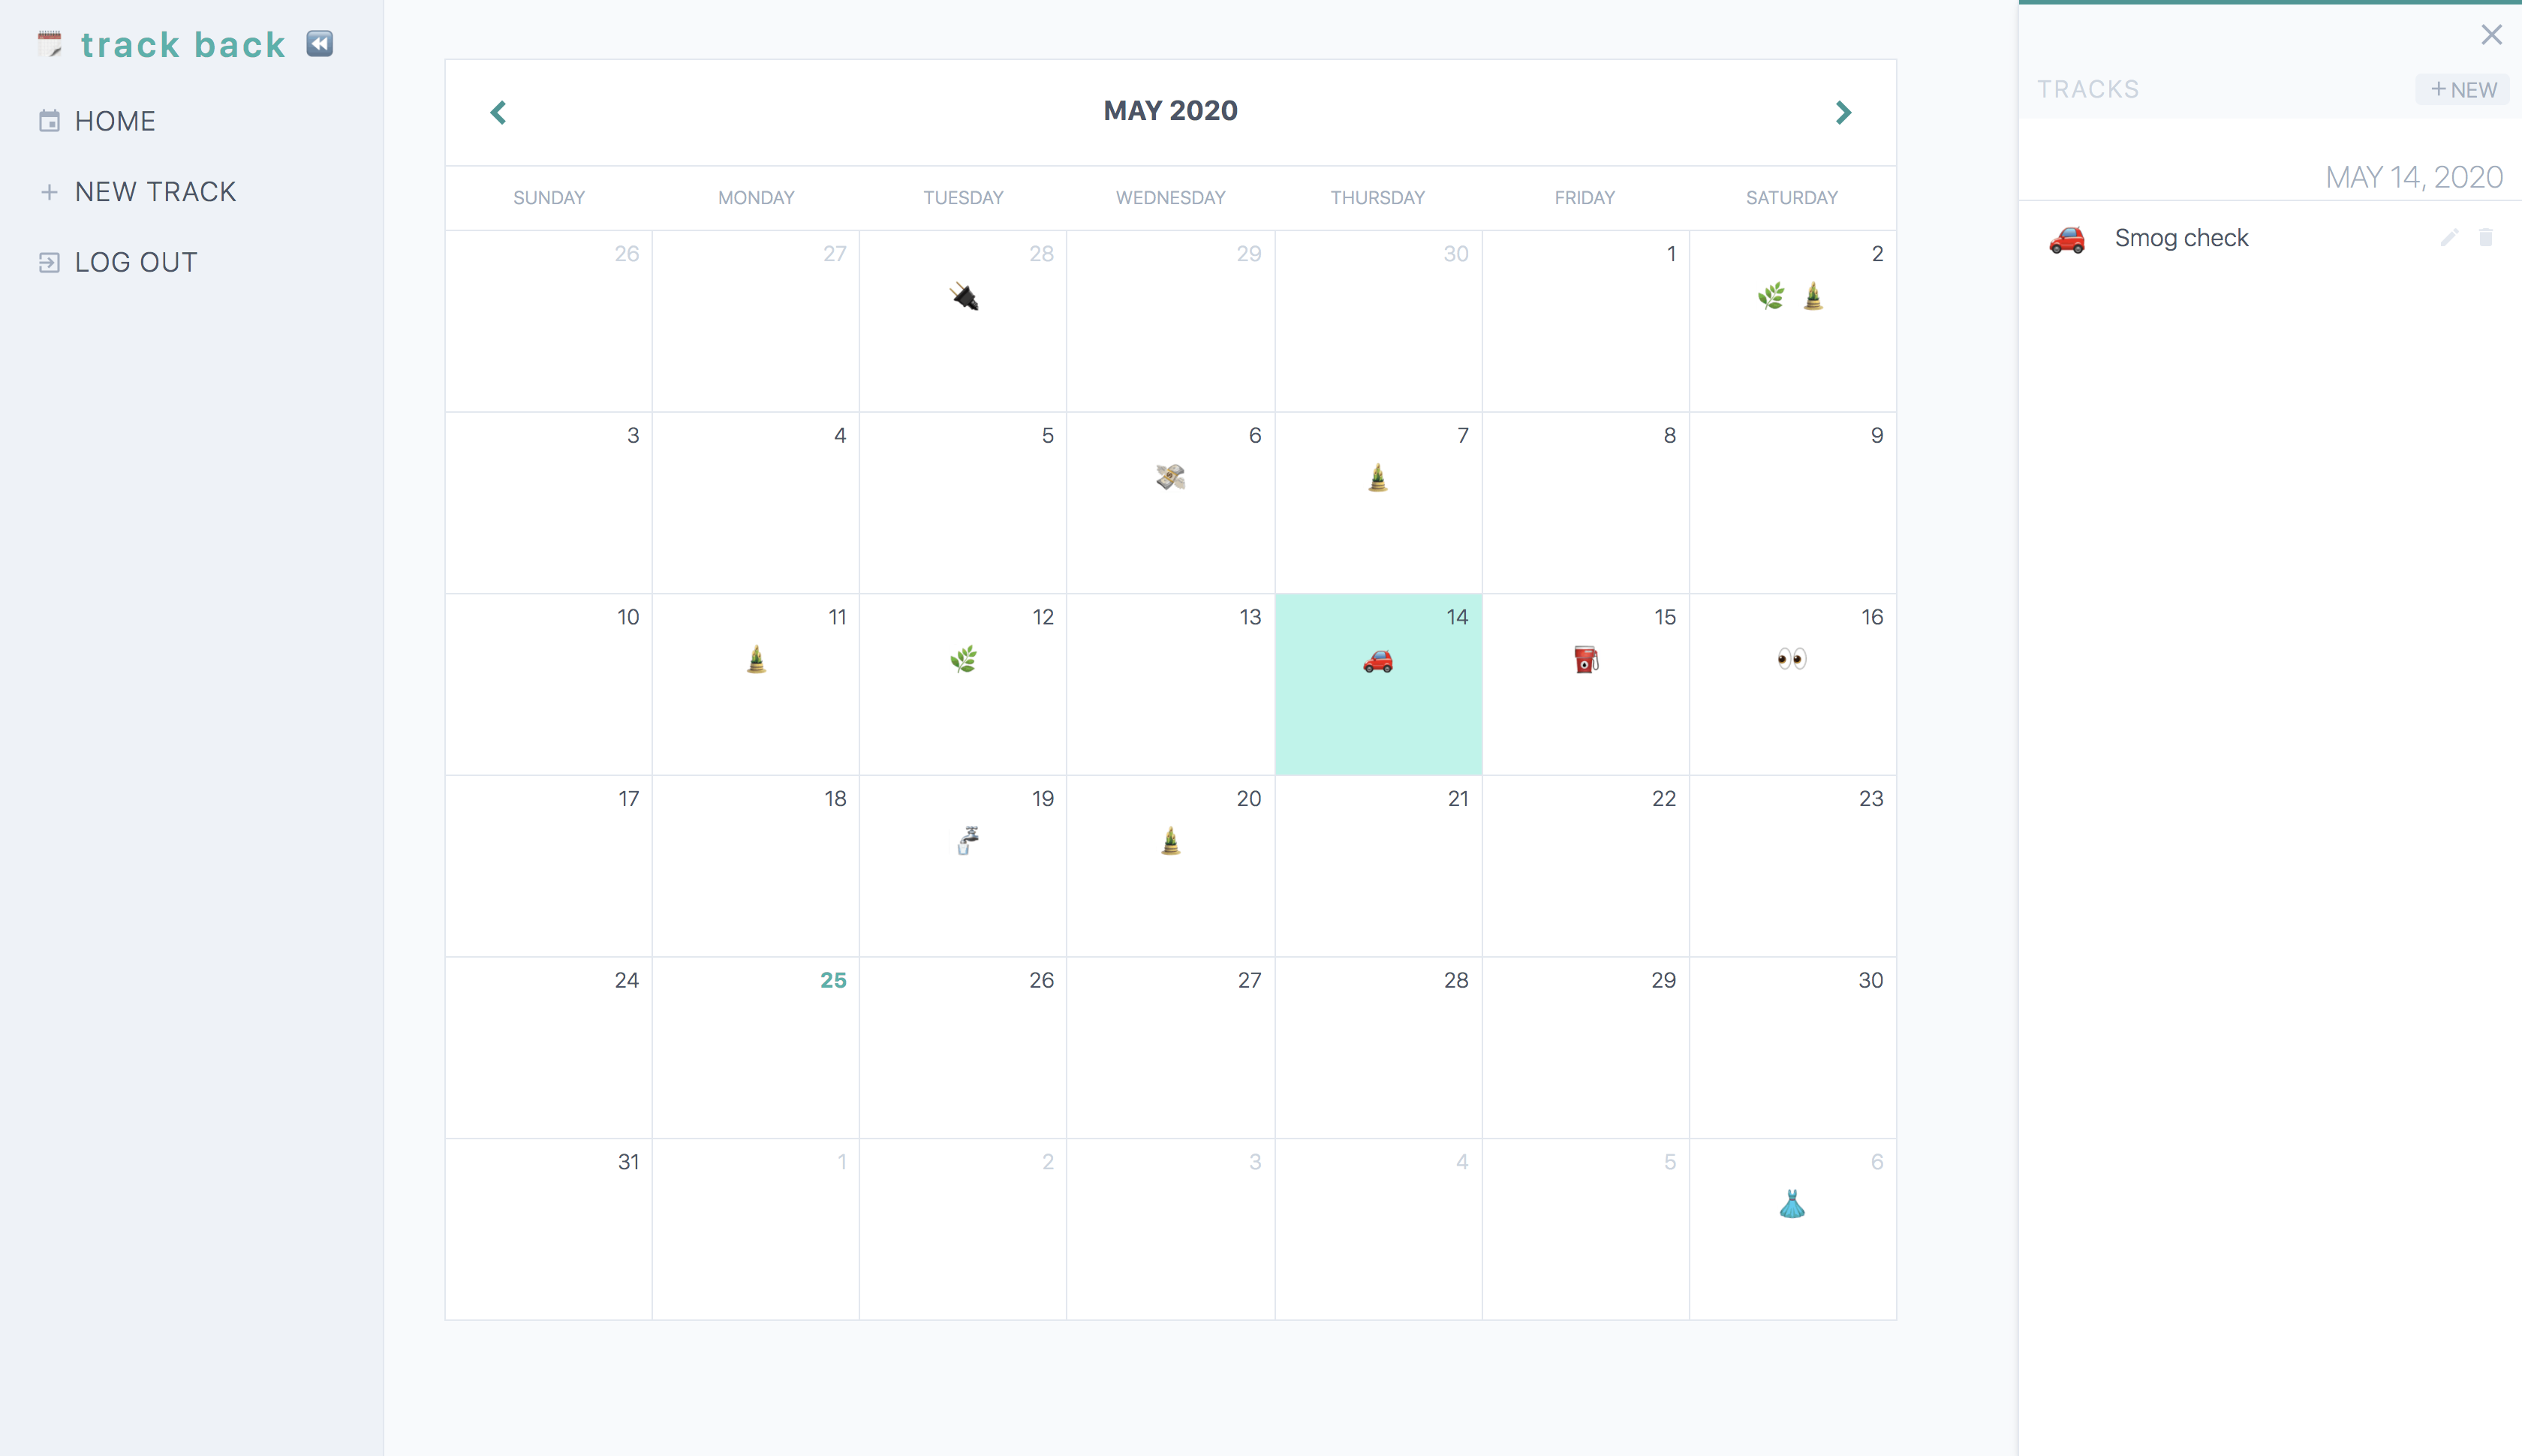 track back
HOME
NEW TRACK
LOG OUT
MAY 2020
SUNDAY MONDAY TUESDAY WEDNESDAY THURSDAY FRIDAY SATURDAY
26 27 28 29 30 1 2
3 4 5 6 7 8 9
10 11 12 13 14 15 16
17 18 19 20 21 22 23
24 25 26 27 28 29 30
31 1 2 3 4 5 6
TRACKS
+ NEW
MAY 14, 2020
Smog check